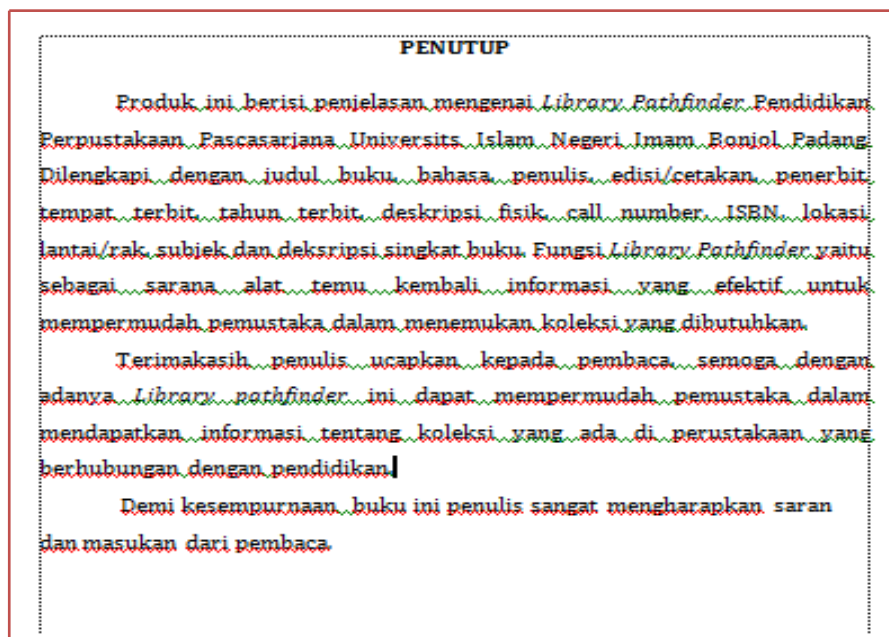 PENUTUP
Produk ini berisi penjelasan mengenai Library Pathfinder Pendidikan
Perpustakaan Pascasarjana Universits Islam Negeri Imam Bonjol Padang.
Dilengkapi dengan judul buku, bahasa, penulis, edisi/cetakan, penerbit,
tempat terbit, tahun terbit, deskripsi fisik, call number, ISBN, lokasi
lantai/rak, subjek dan deksripsi singkat buku. Fungsi Library Pathfinder yaitu
sebagai sarana alat temu kembali informasi yang efektif untuk
mempermudah pemustaka dalam menemukan koleksi yang dibutuhkan.
Terimakasih penulis ucapkan kepada pembaca, semoga dengan
adanya Library pathfinder ini dapat mempermudah pemustaka dalam
mendapatkan informasi tentang koleksi yang ada di perustakaan yang
berhubungan dengan pendidikan.
Demi kesempurnaan buku ini penulis sangat mengharapkan saran
dan masukan dari pembaca.